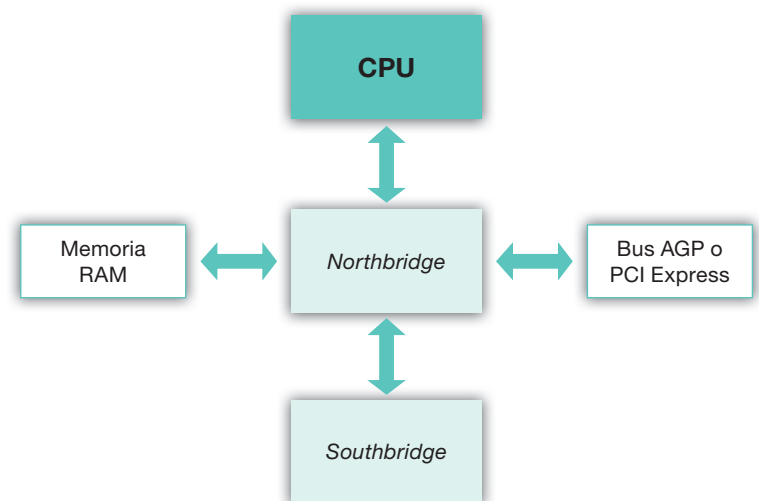 CPU
Memoria
RAM
Northbridge
Bus AGP o
PCI Express
Southbridge